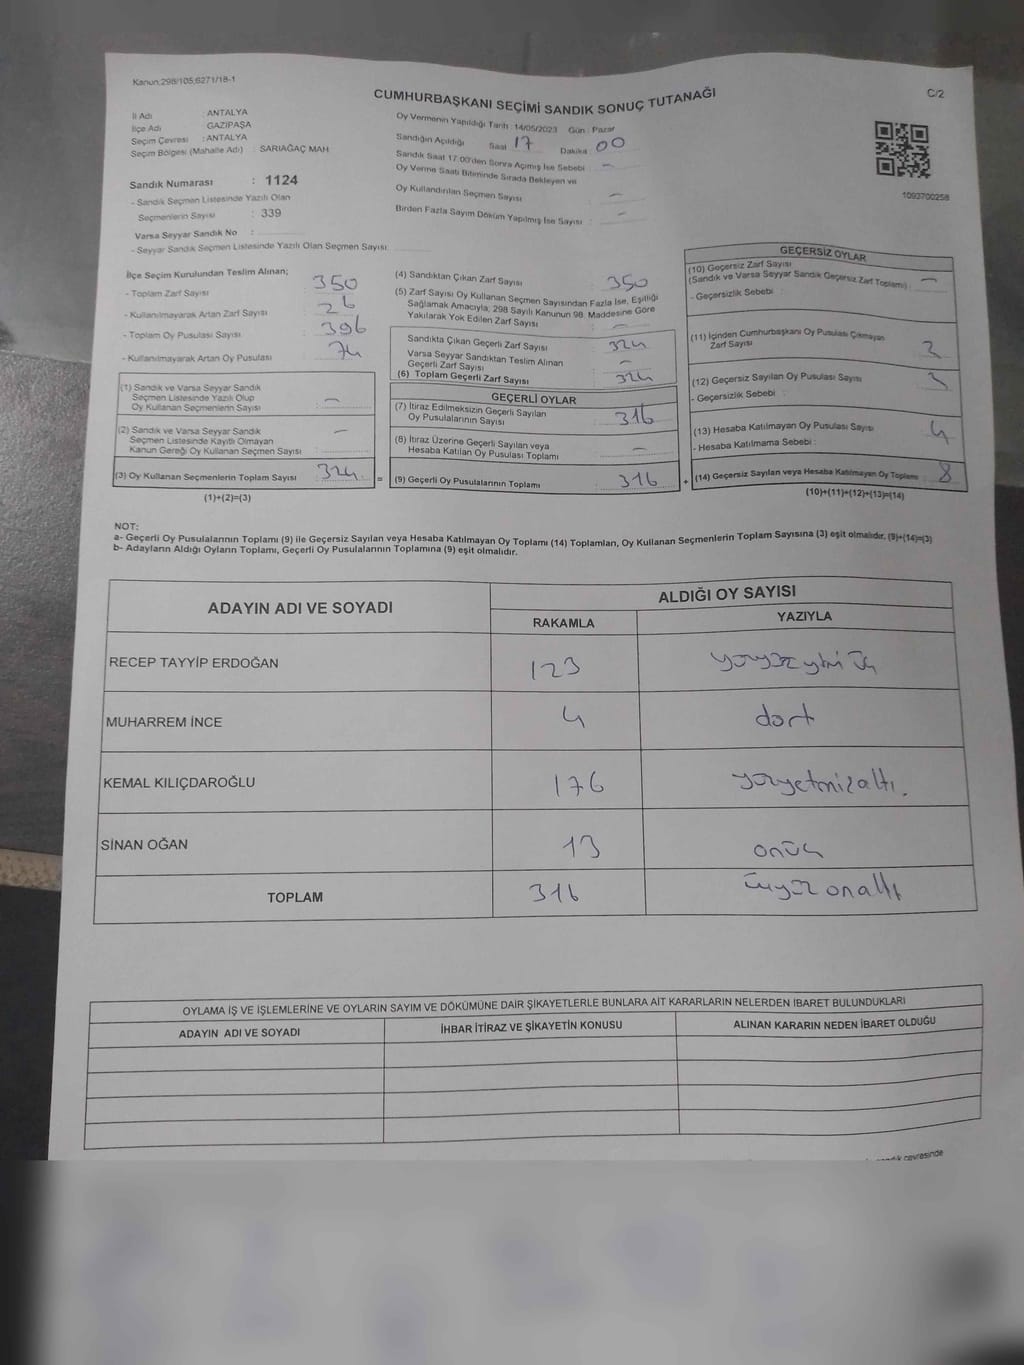 Kanun:298/105,6271/18-1
CUMHURBAŞKANI SEÇİMİ SANDIK SONUÇ TUTANAĞI
C/2
İl Adı : ANTALYA
İlçe Adı : GAZİPAŞA
Seçim Çevresi : ANTALYA
Seçim Bölgesi (Mahalle Adı) : SARIAĞAÇ MAH.
Oy Vermenin Yapıldığı Tarih : 14/05/2023 Gün : Pazar
Sandığın Açıldığı Saat 17 Dakika 00
Sandık Saat 17.00'den Sonra Açılmış İse Sebebi : -
Oy Verme Saati Bitiminde Sırada Bekleyen ve
Oy Kullandırılan Seçmen Sayısı : -
Birden Fazla Sayım Döküm Yapılmış İse Sayısı : -
1093700258
Sandık Numarası : 1124
- Sandık Seçmen Listesinde Yazılı Olan
Seçmenlerin Sayısı : 339
Varsa Seyyar Sandık No :
- Seyyar Sandık Seçmen Listesinde Yazılı Olan Seçmen Sayısı:
İlçe Seçim Kurulundan Teslim Alınan;
- Toplam Zarf Sayısı : 350
- Kullanılmayarak Artan Zarf Sayısı : 26
- Toplam Oy Pusulası Sayısı : 396
- Kullanılmayarak Artan Oy Pusulası : 74
(1) Sandık ve Varsa Seyyar Sandık
Seçmen Listesinde Yazılı Olup
Oy Kullanan Seçmenlerin Sayısı : -
(2) Sandık ve Varsa Seyyar Sandık
Seçmen Listesinde Kayıtlı Olmayan
Kanun Gereği Oy Kullanan Seçmen Sayısı : -
(3) Oy Kullanan Seçmenlerin Toplam Sayısı : 324
(1)+(2)=(3)
(4) Sandıktan Çıkan Zarf Sayısı : 350
(5) Zarf Sayısı Oy Kullanan Seçmen Sayısından Fazla İse, Eşitliği
Sağlamak Amacıyla, 298 Sayılı Kanunun 98. Maddesine Göre
Yakılarak Yok Edilen Zarf Sayısı : -
Sandıkta Çıkan Geçerli Zarf Sayısı : 324
Varsa Seyyar Sandıktan Teslim Alınan
Geçerli Zarf Sayısı : -
(6) Toplam Geçerli Zarf Sayısı : 324
GEÇERLİ OYLAR
(7) İtiraz Edilmeksizin Geçerli Sayılan
Oy Pusulalarının Sayısı : 316
(8) İtiraz Üzerine Geçerli Sayılan veya
Hesaba Katılan Oy Pusulası Toplamı : -
= (9) Geçerli Oy Pusulalarının Toplamı : 316
GEÇERSİZ OYLAR
(10) Geçersiz Zarf Sayısı
(Sandık ve Varsa Seyyar Sandık Geçersiz Zarf Toplamı) : -
- Geçersizlik Sebebi :
(11) İçinden Cumhurbaşkanı Oy Pusulası Çıkmayan
Zarf Sayısı : 2
(12) Geçersiz Sayılan Oy Pusulası Sayısı
- Geçersizlik Sebebi :
(13) Hesaba Katılmayan Oy Pusulası Sayısı : 4
- Hesaba Katılmama Sebebi :
+ (14) Geçersiz Sayılan veya Hesaba Katılmayan Oy Toplamı : 8
(10)+(11)+(12)+(13)=(14)
NOT:
a- Geçerli Oy Pusulalarının Toplamı (9) ile Geçersiz Sayılan veya Hesaba Katılmayan Oy Toplamı (14) Toplamları, Oy Kullanan Seçmenlerin Toplam Sayısına (3) eşit olmalıdır. (9)+(14)=(3)
b- Adayların Aldığı Oyların Toplamı, Geçerli Oy Pusulalarının Toplamına (9) eşit olmalıdır.
ADAYIN ADI VE SOYADI
ALDIĞI OY SAYISI
RAKAMLA YAZIYLA
RECEP TAYYİP ERDOĞAN 123 yüzyirmi üç
MUHARREM İNCE 4 dört
KEMAL KILIÇDAROĞLU 176 yüzyetmişaltı.
SİNAN OĞAN 13 onüç
TOPLAM 316 üçyüz onaltı
OYLAMA İŞ VE İŞLEMLERİNE VE OYLARIN SAYIM VE DÖKÜMÜNE DAİR ŞİKAYETLERLE BUNLARA AİT KARARLARIN NELERDEN İBARET BULUNDUKLARI
ADAYIN ADI VE SOYADI İHBAR İTİRAZ VE ŞİKAYETİN KONUSU ALINAN KARARIN NEDEN İBARET OLDUĞU
sandık çevresinde